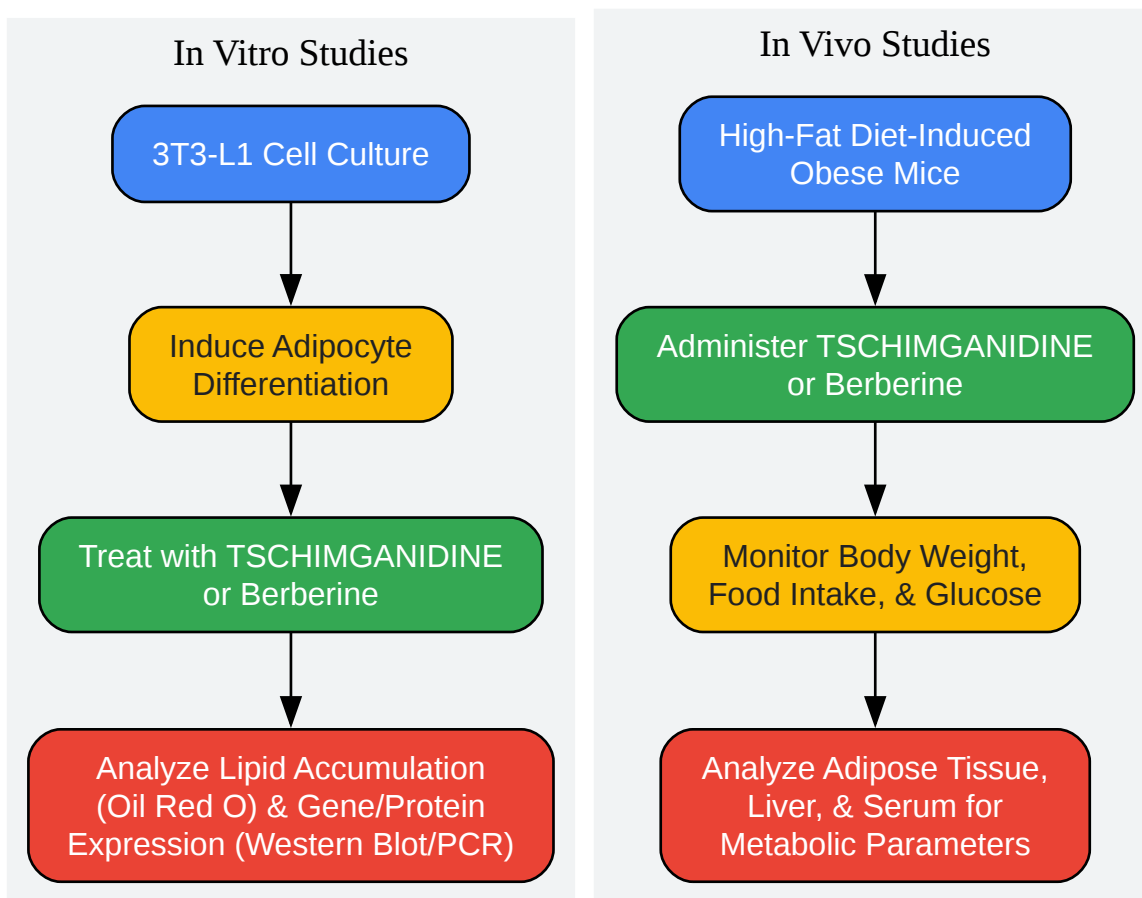 In Vitro Studies
3T3-L1 Cell Culture
Induce Adipocyte
Differentiation
Treat with TSCHIMGANIDINE
or Berberine
Analyze Lipid Accumulation
(Oil Red O) & Gene/Protein
Expression (Western Blot/PCR)
In Vivo Studies
High-Fat Diet-Induced
Obese Mice
Administer TSCHIMGANIDINE
or Berberine
Monitor Body Weight,
Food Intake, & Glucose
Analyze Adipose Tissue,
Liver, & Serum for
Metabolic Parameters